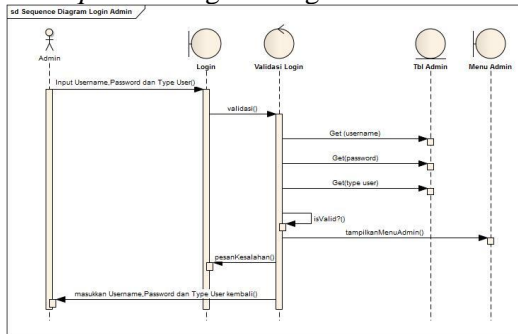 sd Sequence Diagram Login Admin
Admin
Login
Validasi Login
Tbl Admin
Menu Admin
Input Username,Password dan Type User()
validasi()
Get (username)
Get(password)
Get(type user)
isValid?()
tampilkanMenuAdmin()
pesanKesalahan()
masukkan Username,Password dan Type User kembali()